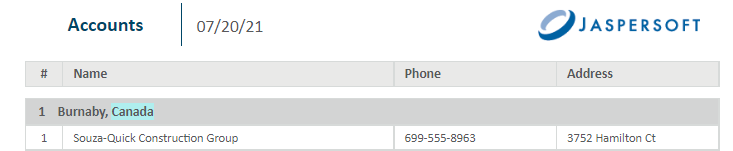 Accounts 07/20/21 JASPERSOFT
# Name Phone Address
1 Burnaby, Canada
1 Souza-Quick Construction Group 699-555-8963 3752 Hamilton Ct